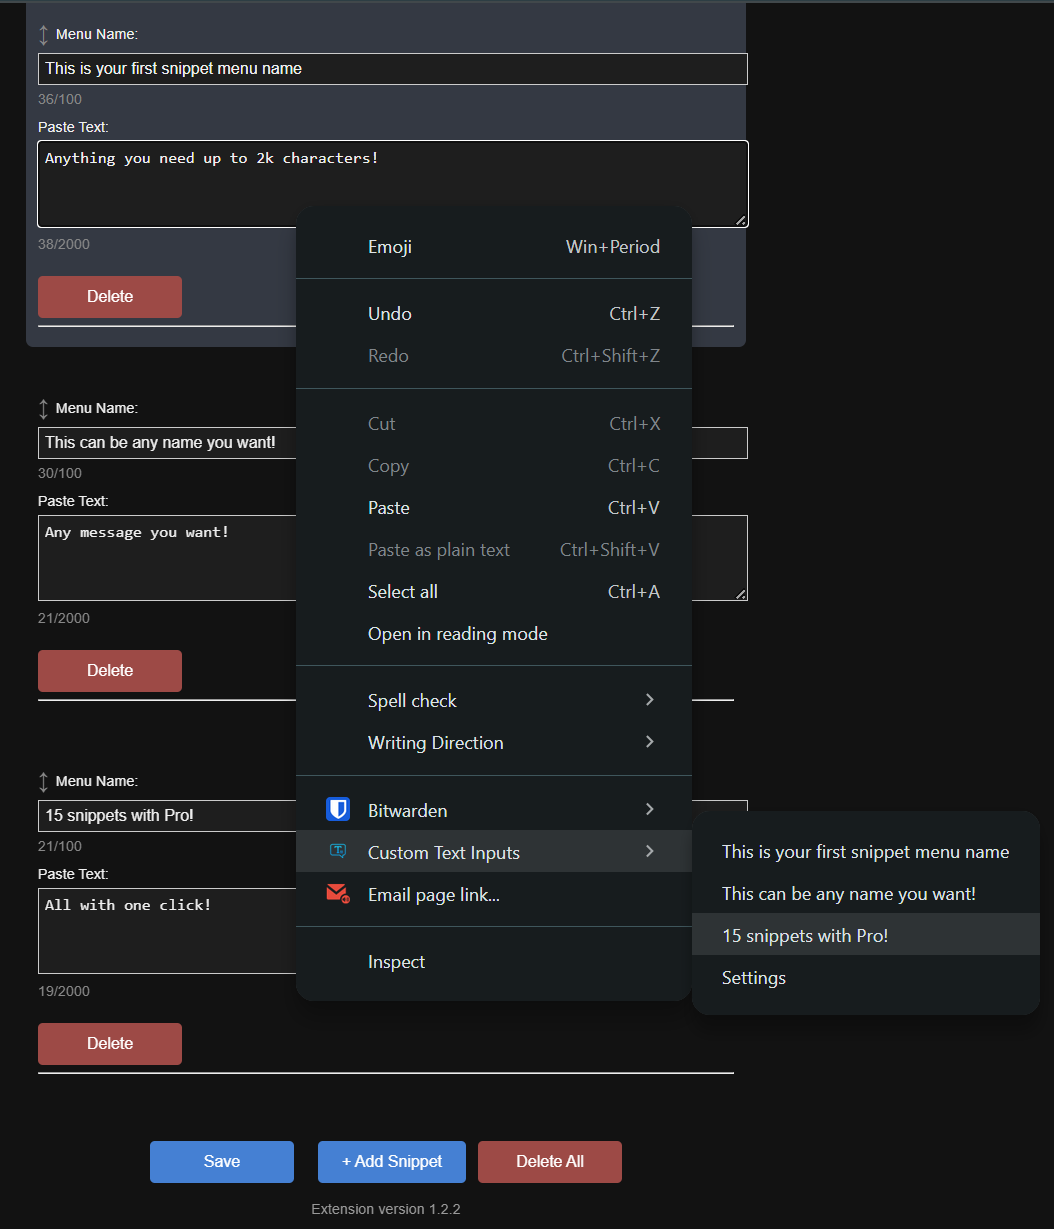 Menu Name:
This is your first snippet menu name
36/100
Paste Text:
Anything you need up to 2k characters!
38/2000
Delete
Menu Name:
This can be any name you want!
30/100
Paste Text:
Any message you want!
21/2000
Delete
Menu Name:
15 snippets with Pro!
21/100
Paste Text:
All with one click!
19/2000
Delete
Save
+ Add Snippet
Delete All
Extension version 1.2.2
Emoji Win+Period
Undo Ctrl+Z
Redo Ctrl+Shift+Z
Cut Ctrl+X
Copy Ctrl+C
Paste Ctrl+V
Paste as plain text Ctrl+Shift+V
Select all Ctrl+A
Open in reading mode
Spell check
Writing Direction
Bitwarden
Custom Text Inputs
Email page link...
Inspect
This is your first snippet menu name
This can be any name you want!
15 snippets with Pro!
Settings